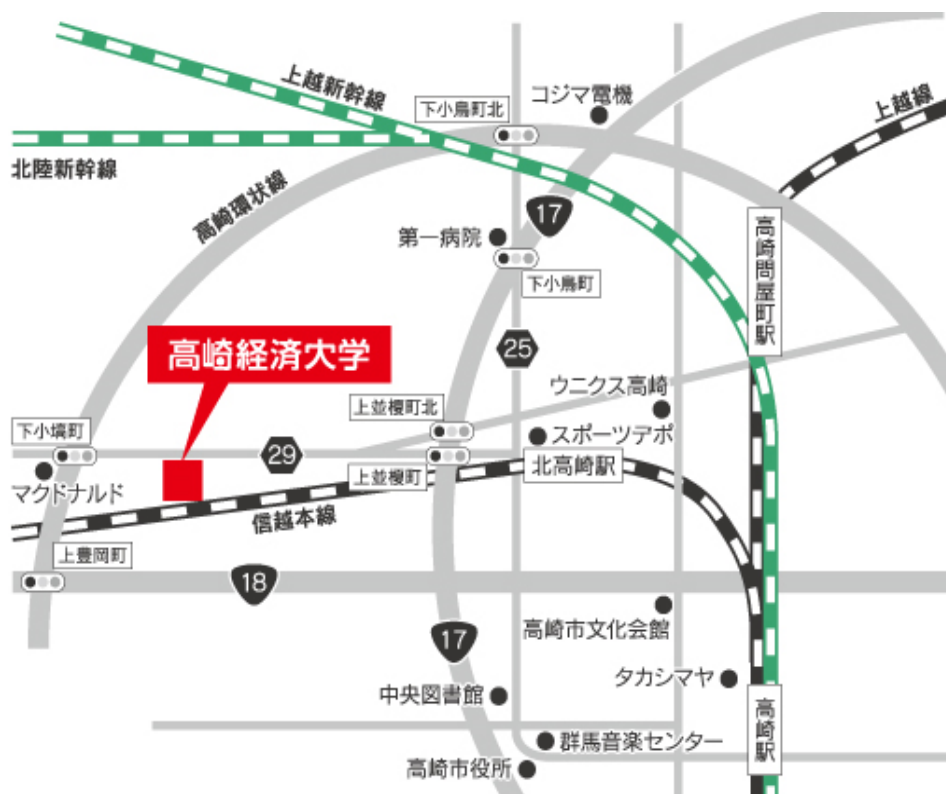 上越新幹線
コジマ電機
下小鳥町北
上越線
北陸新幹線
高崎環状線
17
第一病院
高崎問屋町駅
下小鳥町
高崎経済大学
25
ウニクス高崎
上並榎町北
下小塙町
スポーツデポ
29
上並榎町
北高崎駅
マクドナルド
信越本線
上豊岡町
18
高崎市文化会館
17
タカシマヤ
中央図書館
高崎駅
群馬音楽センター
高崎市役所